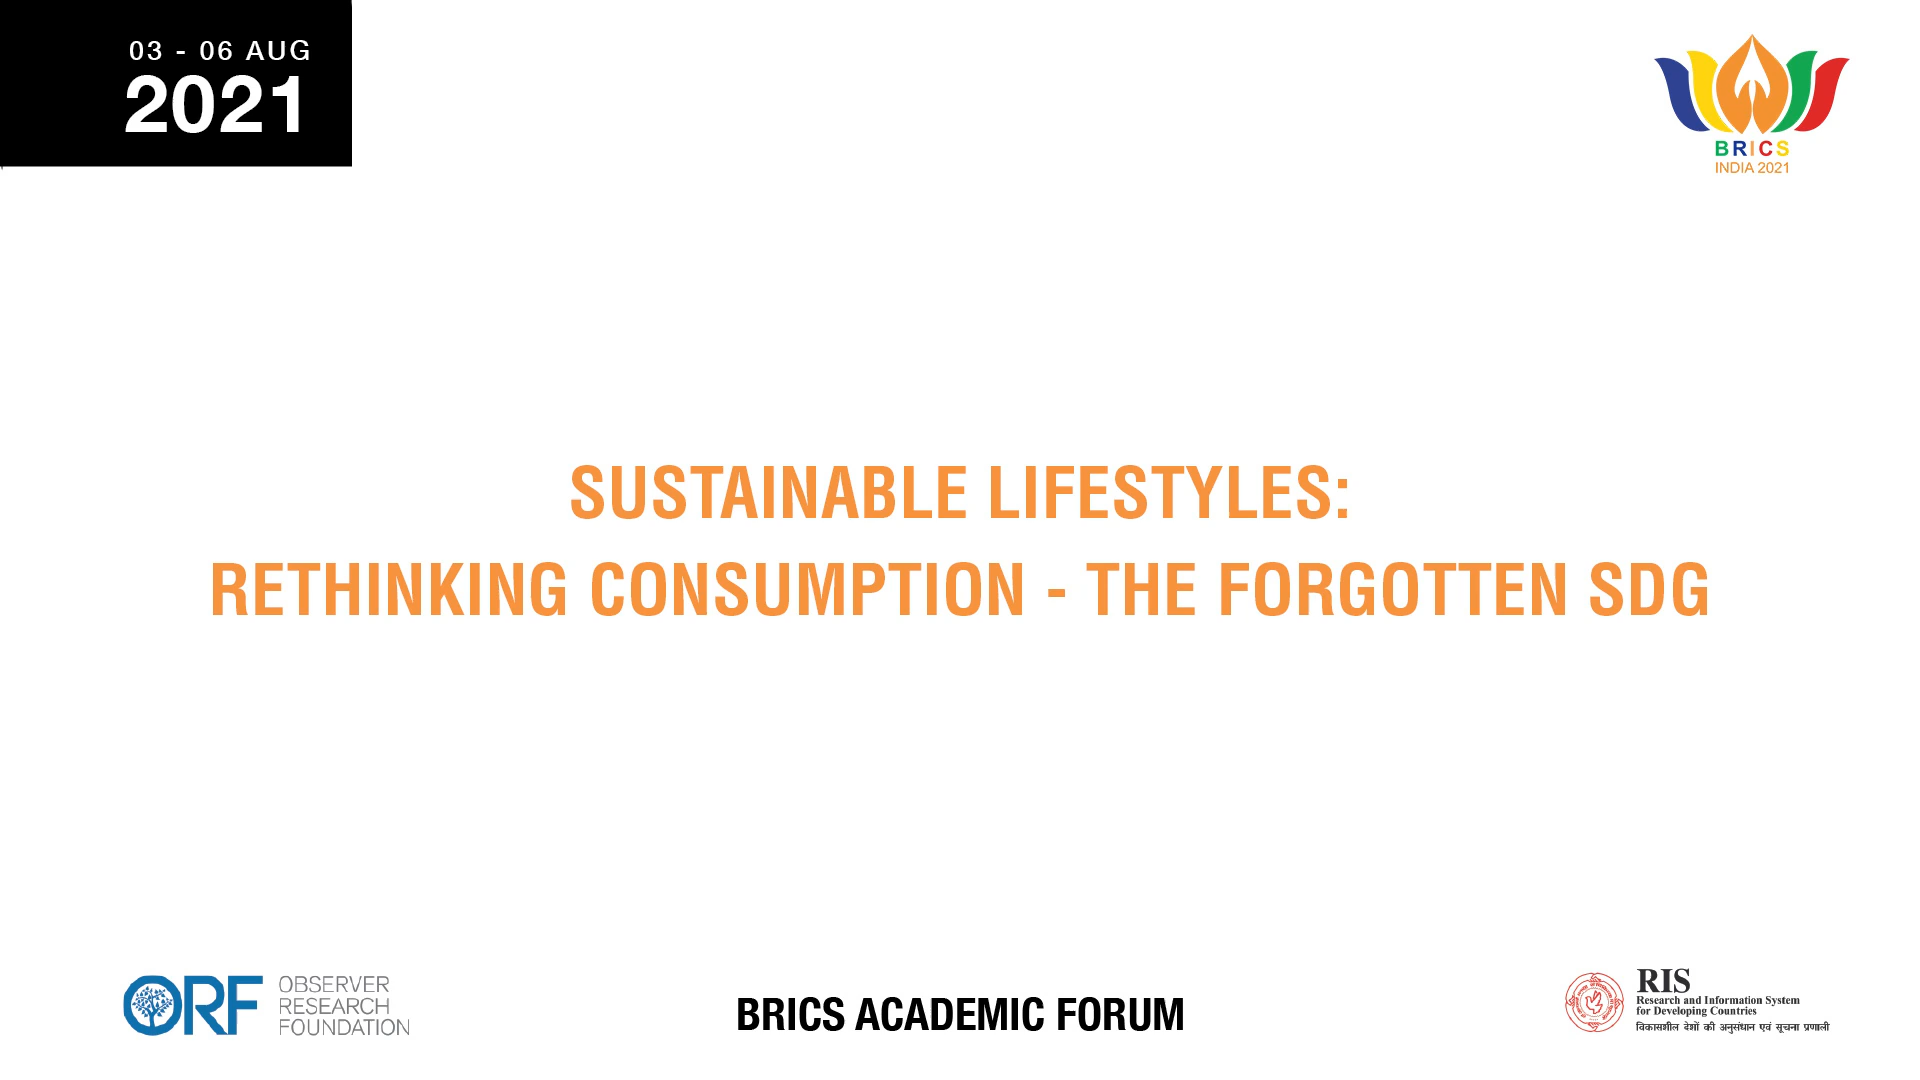 03 - 06 AUG
2021
BRICS
INDIA 2021
SUSTAINABLE LIFESTYLES:
RETHINKING CONSUMPTION - THE FORGOTTEN SDG
ORF
OBSERVER
RESEARCH
FOUNDATION
BRICS ACADEMIC FORUM
RIS
Research and Information System
for Developing Countries
विकासशील देशों की अनुसंधान एवं सूचना प्रणाली